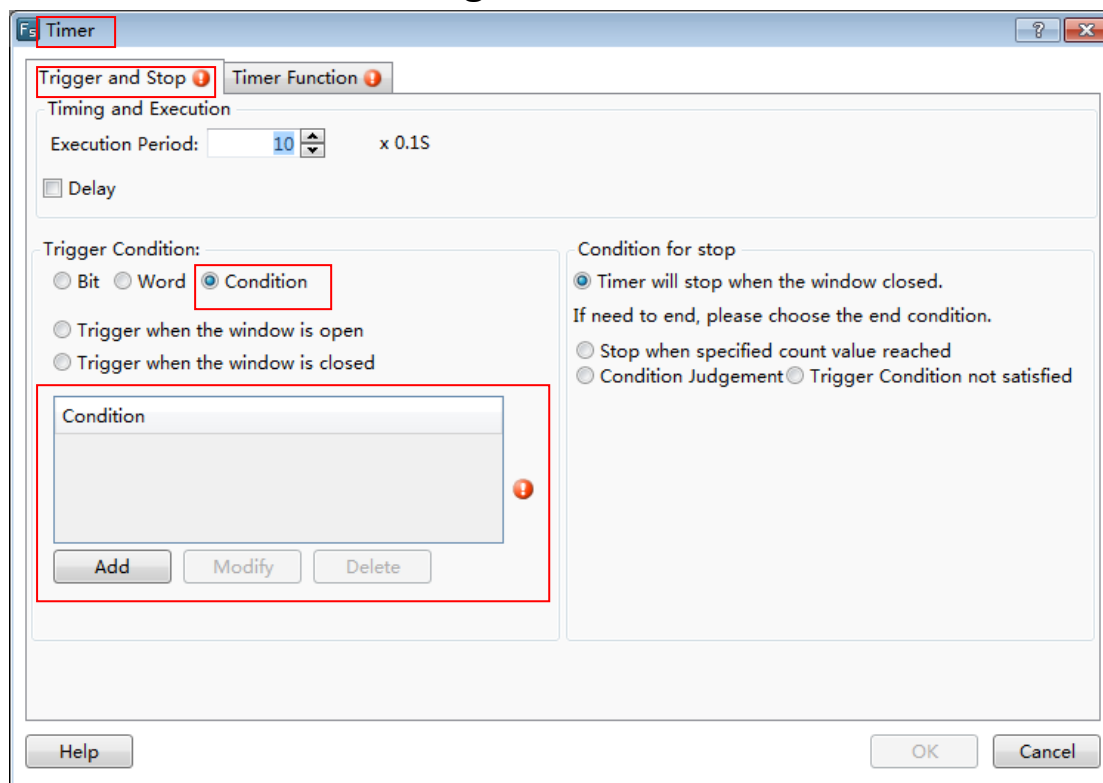 Fs Timer
Trigger and Stop Timer Function
Timing and Execution
Execution Period: 10 x 0.1S
Delay
Trigger Condition:
Bit Word Condition
Trigger when the window is open
Trigger when the window is closed
Condition
Add Modify Delete
Condition for stop
Timer will stop when the window closed.
If need to end, please choose the end condition.
Stop when specified count value reached
Condition Judgement Trigger Condition not satisfied
Help OK Cancel